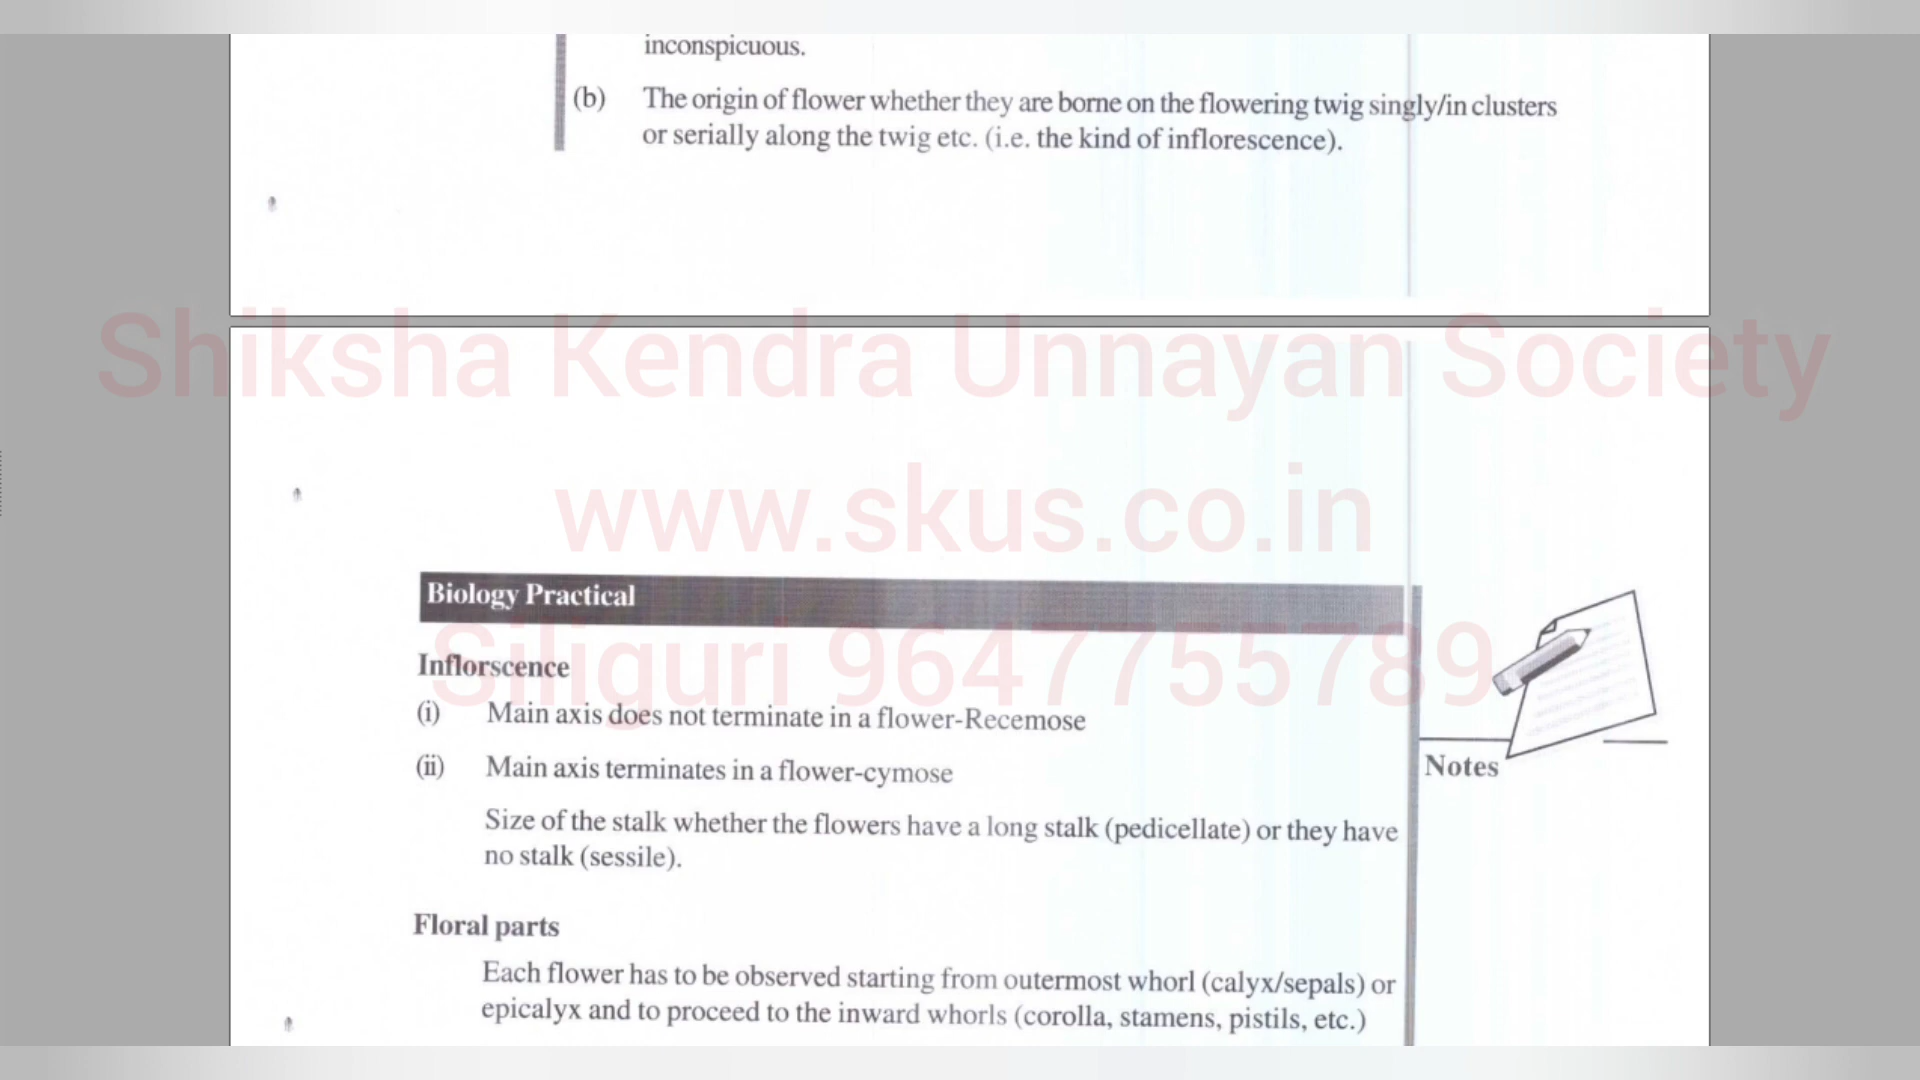 inconspicuous.
(b) The origin of flower whether they are borne on the flowering twig singly/in clusters
or serially along the twig etc. (i.e. the kind of inflorescence).
Shiksha Kendra Unnayan Society
www.skus.co.in
Biology Practical
Siliguri 9647755789
Inflorscence
(i) Main axis does not terminate in a flower-Recemose
(ii) Main axis terminates in a flower-cymose
Notes
Size of the stalk whether the flowers have a long stalk (pedicellate) or they have
no stalk (sessile).
Floral parts
Each flower has to be observed starting from outermost whorl (calyx/sepals) or
epicalyx and to proceed to the inward whorls (corolla, stamens, pistils, etc.)